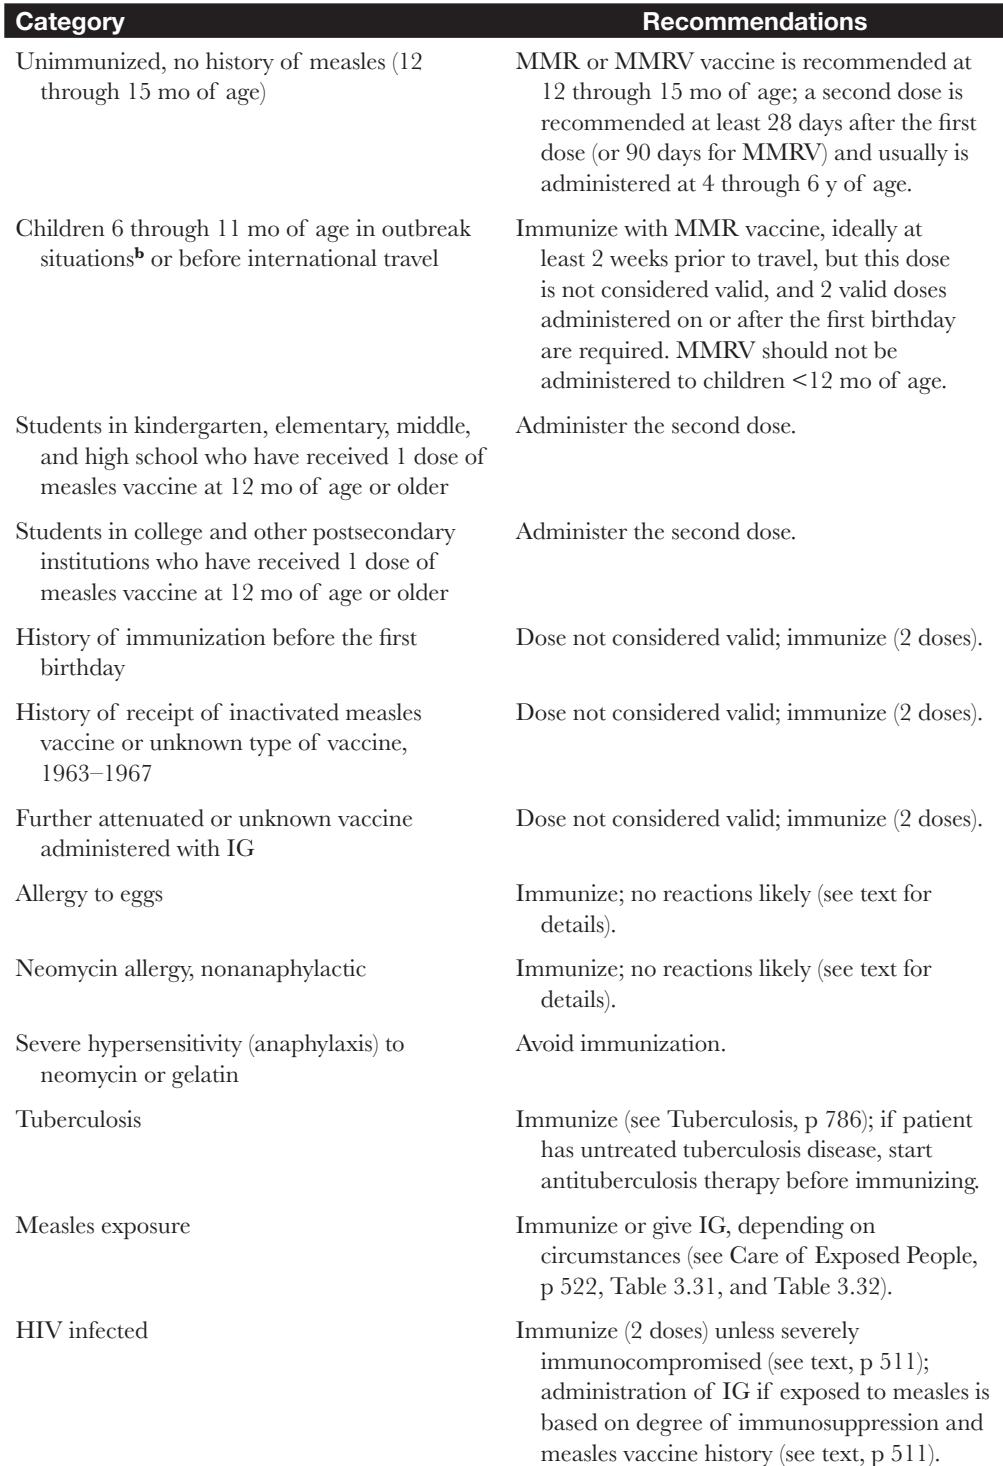 Category Recommendations
Unimmunized, no history of measles (12
through 15 mo of age)
MMR or MMRV vaccine is recommended at
12 through 15 mo of age; a second dose is
recommended at least 28 days after the first
dose (or 90 days for MMRV) and usually is
administered at 4 through 6 y of age.
Children 6 through 11 mo of age in outbreak
situationsᵇ or before international travel
Immunize with MMR vaccine, ideally at
least 2 weeks prior to travel, but this dose
is not considered valid, and 2 valid doses
administered on or after the first birthday
are required. MMRV should not be
administered to children <12 mo of age.
Students in kindergarten, elementary, middle,
and high school who have received 1 dose of
measles vaccine at 12 mo of age or older
Administer the second dose.
Students in college and other postsecondary
institutions who have received 1 dose of
measles vaccine at 12 mo of age or older
Administer the second dose.
History of immunization before the first
birthday
Dose not considered valid; immunize (2 doses).
History of receipt of inactivated measles
vaccine or unknown type of vaccine,
1963–1967
Dose not considered valid; immunize (2 doses).
Further attenuated or unknown vaccine
administered with IG
Dose not considered valid; immunize (2 doses).
Allergy to eggs
Immunize; no reactions likely (see text for
details).
Neomycin allergy, nonanaphylactic
Immunize; no reactions likely (see text for
details).
Severe hypersensitivity (anaphylaxis) to
neomycin or gelatin
Avoid immunization.
Tuberculosis
Immunize (see Tuberculosis, p 786); if patient
has untreated tuberculosis disease, start
antituberculosis therapy before immunizing.
Measles exposure
Immunize or give IG, depending on
circumstances (see Care of Exposed People,
p 522, Table 3.31, and Table 3.32).
HIV infected
Immunize (2 doses) unless severely
immunocompromised (see text, p 511);
administration of IG if exposed to measles is
based on degree of immunosuppression and
measles vaccine history (see text, p 511).